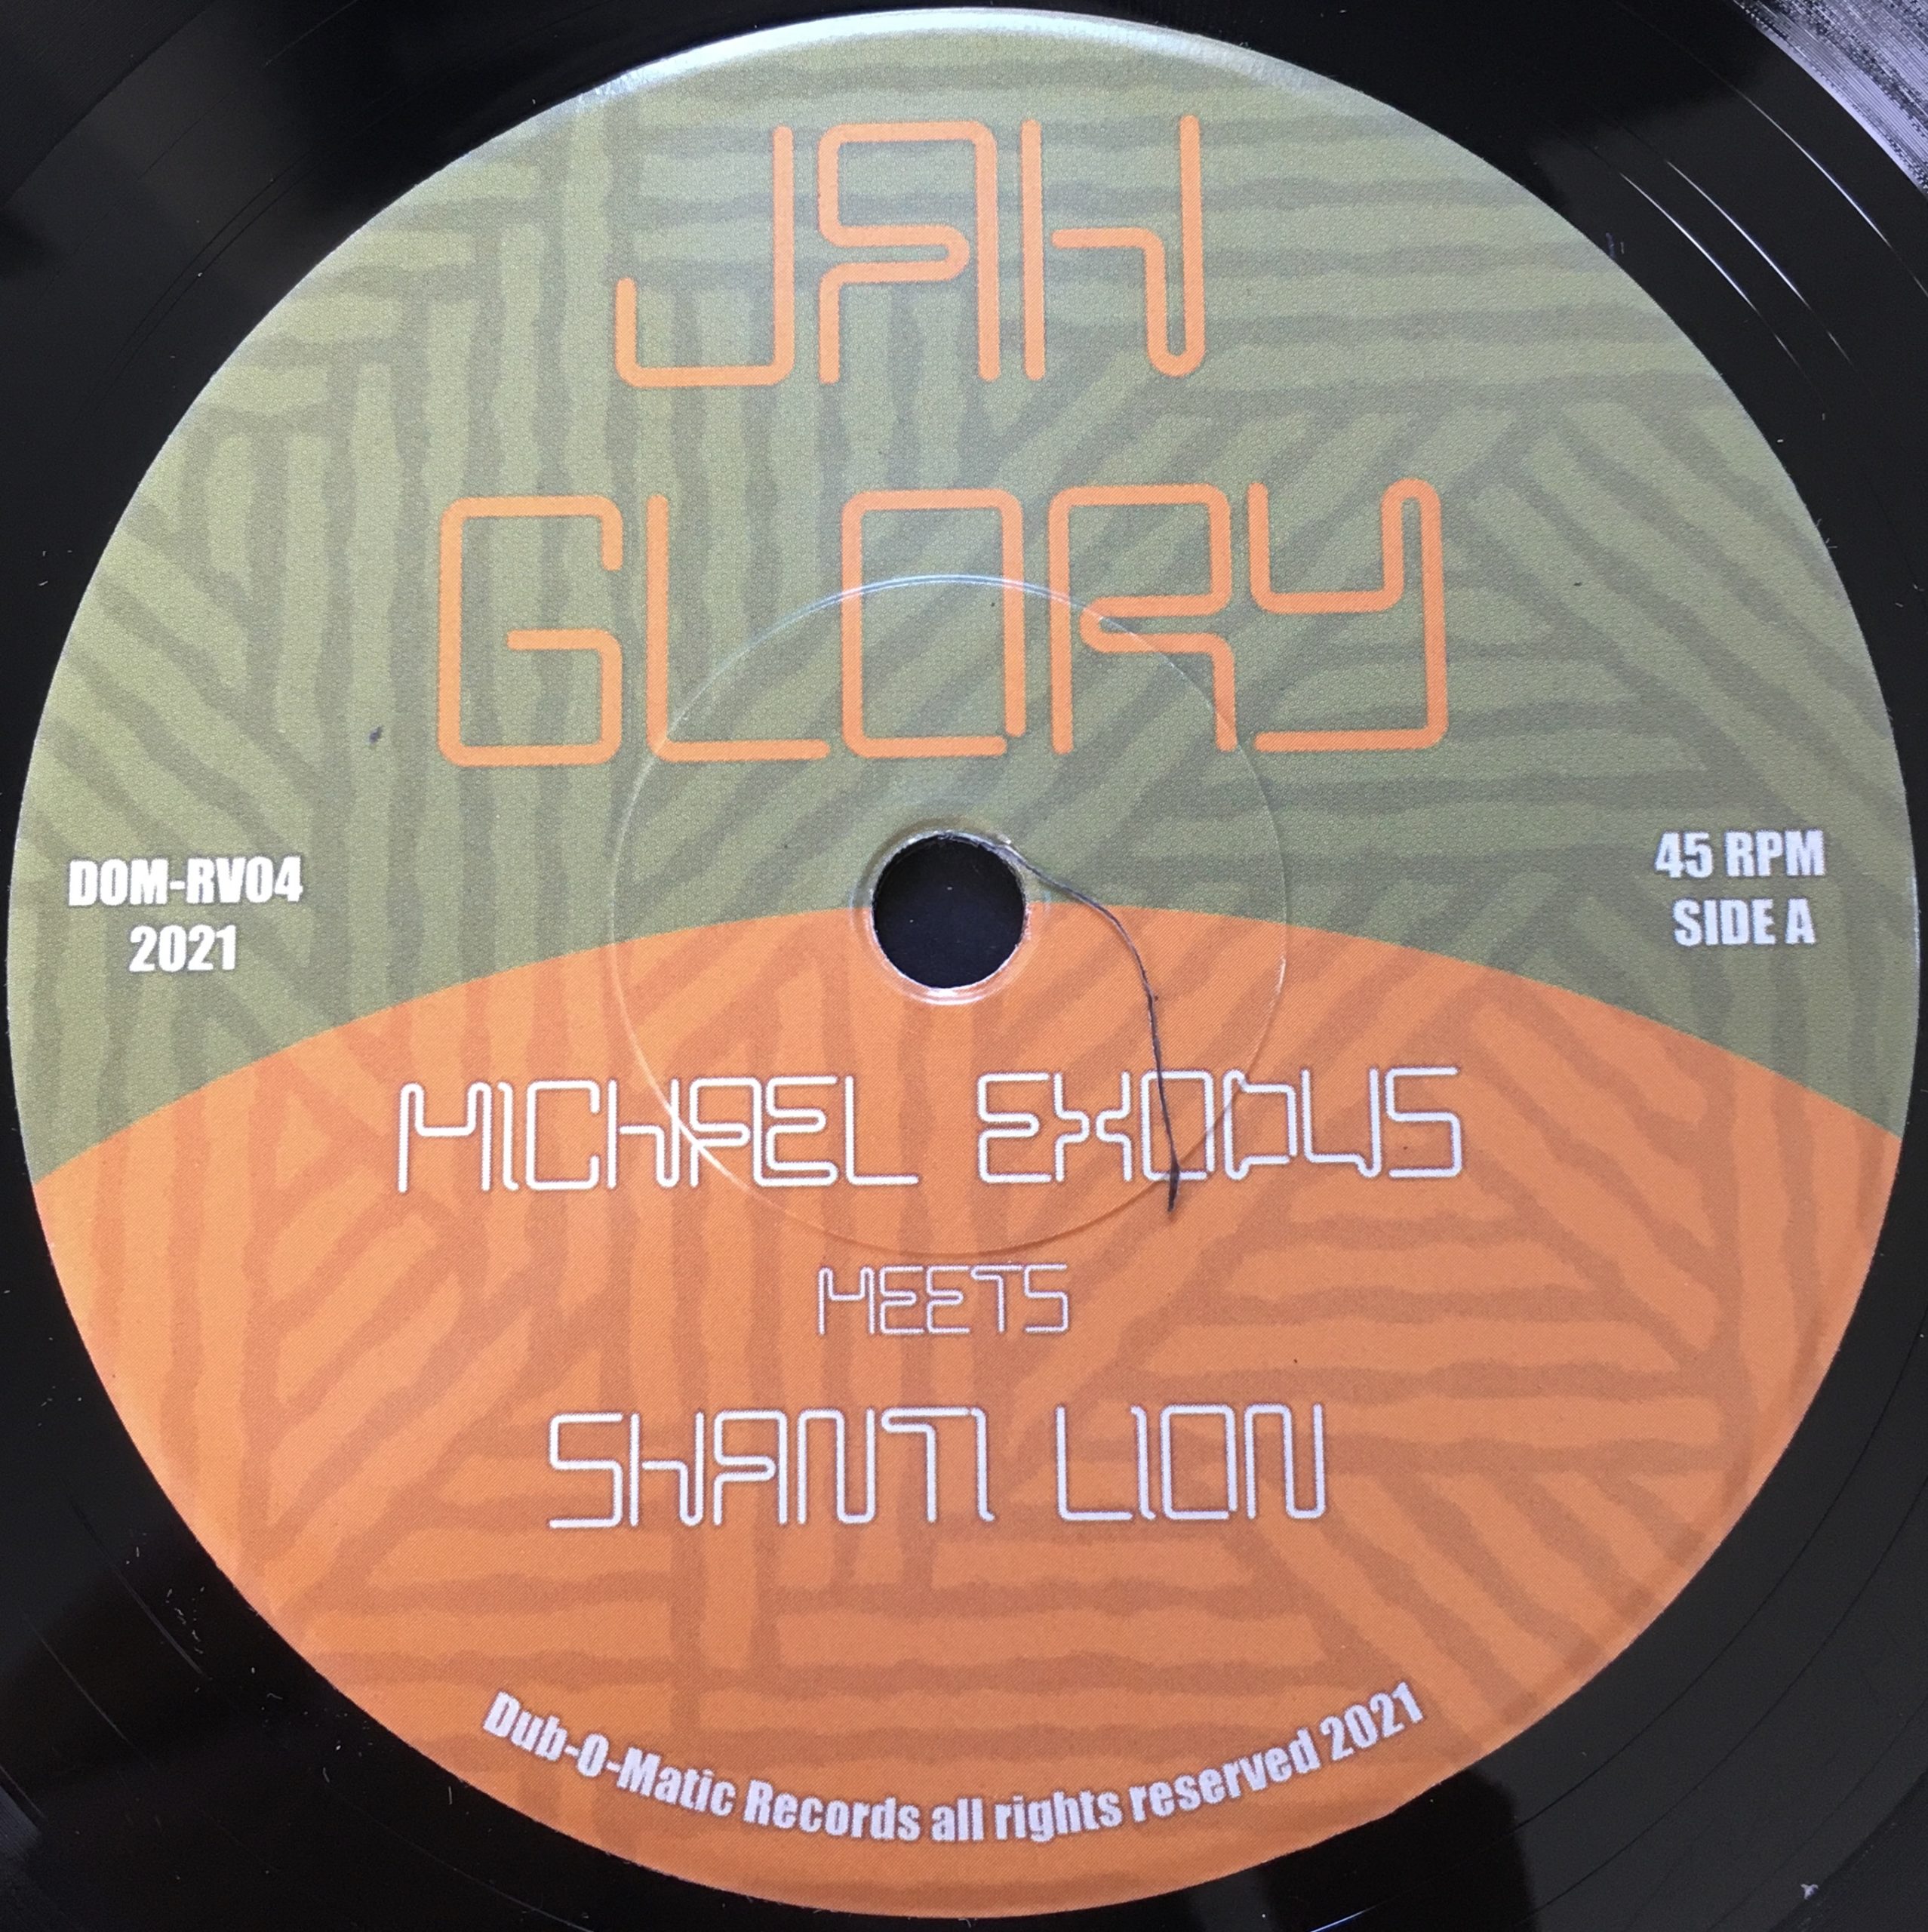 JAH
GLORY
DOM-RV04
2021
45 RPM
SIDE A
MICHAEL EXODUS
MEETS
SHANTI LION
Dub-O-Matic Records all rights reserved 2021